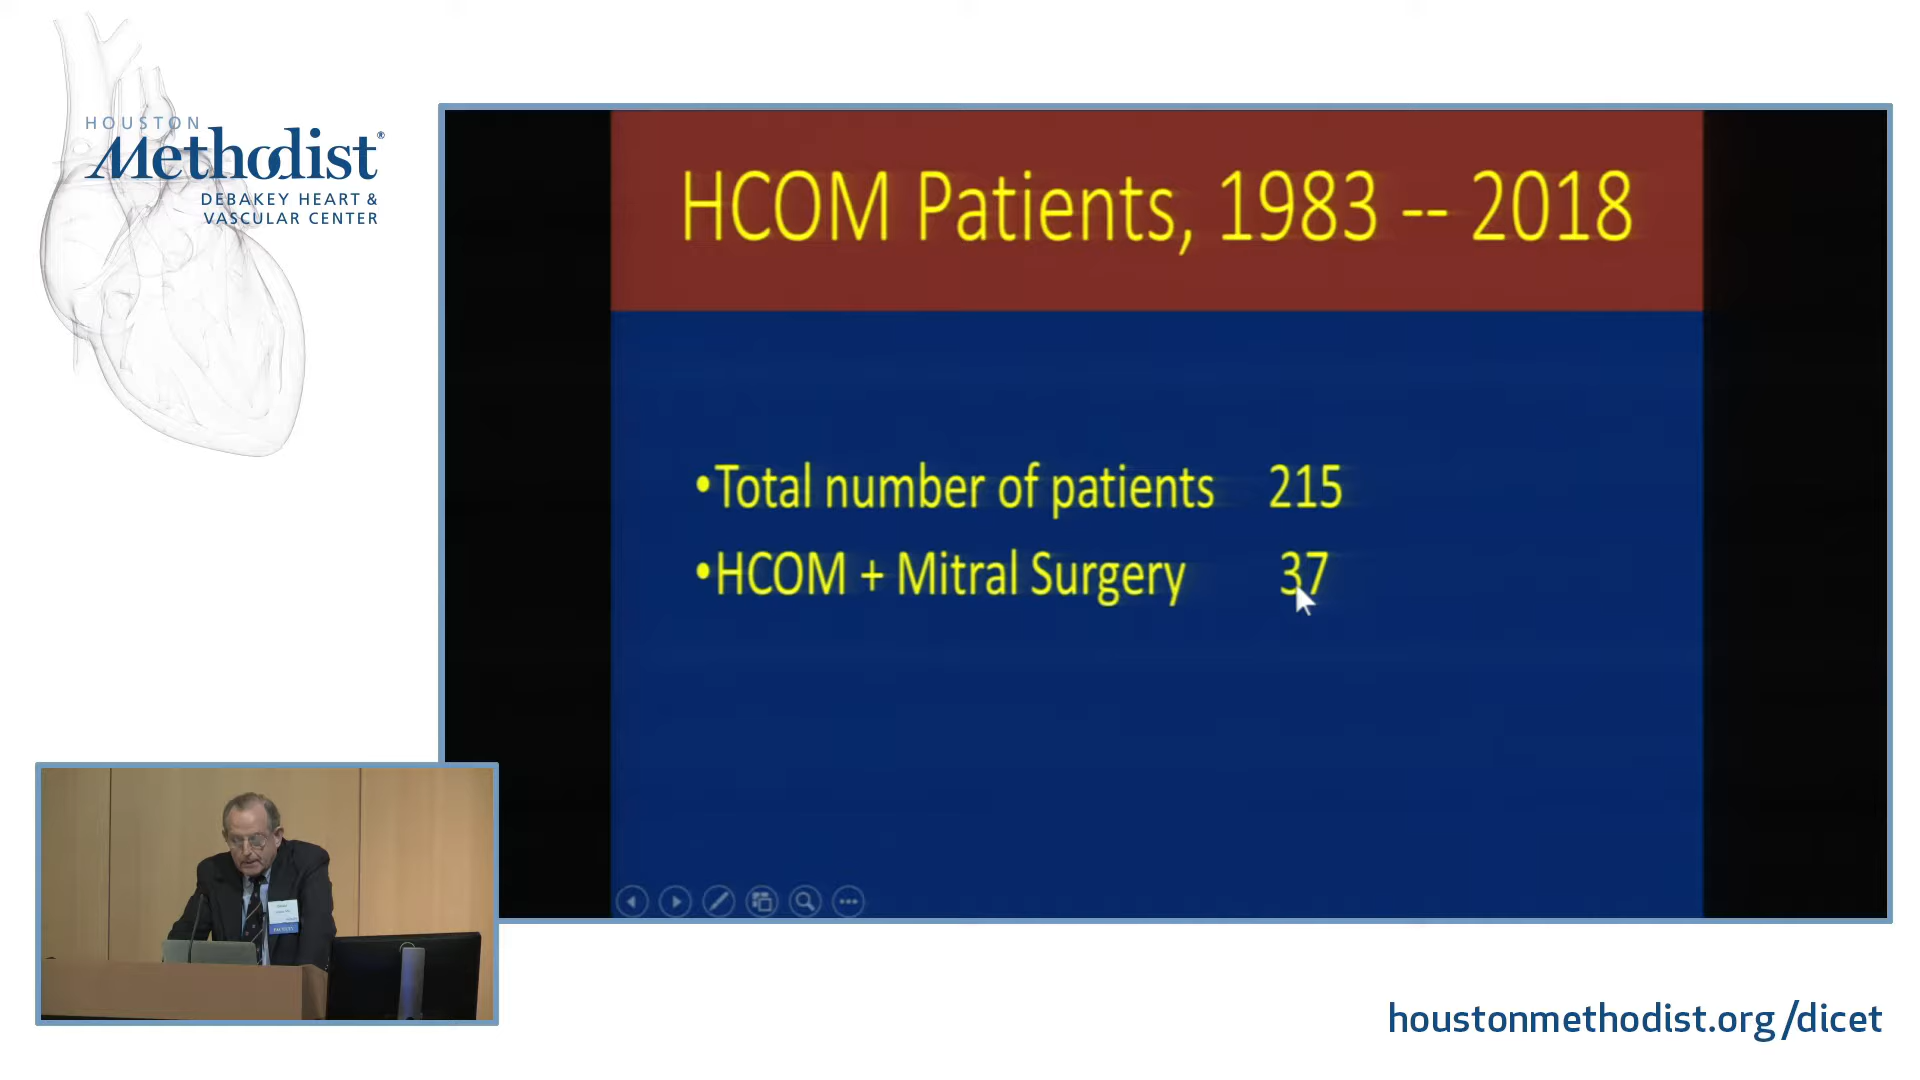 HOUSTON
Methodist®
DEBAKEY HEART &
VASCULAR CENTER
HCOM Patients, 1983 -- 2018
•Total number of patients 215
•HCOM + Mitral Surgery 37
FACULTY
houstonmethodist.org/dicet